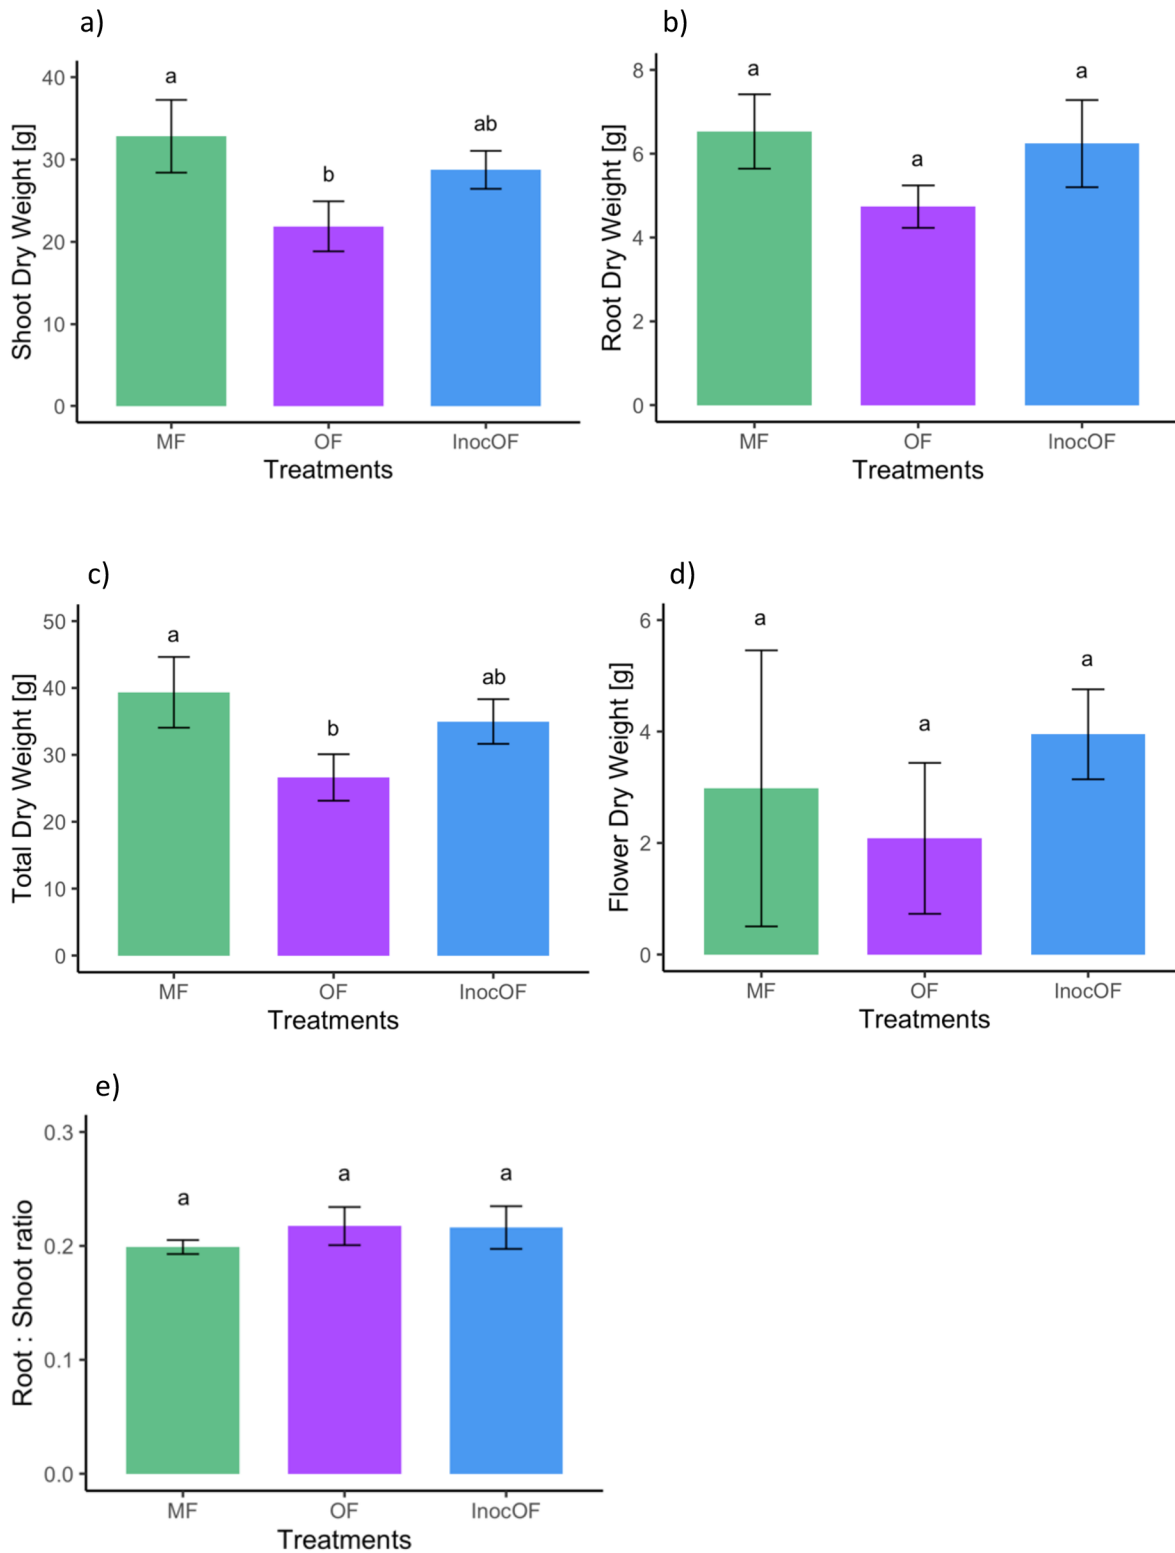 a)
Shoot Dry Weight [g]
40
30
20
10
0
a
b
ab
MF
OF
InocOF
Treatments
b)
Root Dry Weight [g]
8
6
4
2
0
a
a
a
MF
OF
InocOF
Treatments
c)
Total Dry Weight [g]
50
40
30
20
10
0
a
b
ab
MF
OF
InocOF
Treatments
d)
Flower Dry Weight [g]
6
4
2
0
a
a
a
MF
OF
InocOF
Treatments
e)
Root : Shoot ratio
0.3
0.2
0.1
0.0
a
a
a
MF
OF
InocOF
Treatments